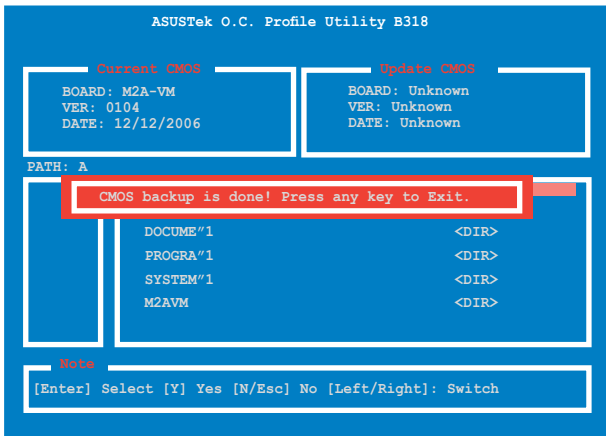 ASUSTek O.C. Profile Utility B318
Current CMOS
BOARD: M2A-VM
VER: 0104
DATE: 12/12/2006
Update CMOS
BOARD: Unknown
VER: Unknown
DATE: Unknown
PATH: A
CMOS backup is done! Press any key to Exit.
DOCUME”1 <DIR>
PROGRA”1 <DIR>
SYSTEM”1 <DIR>
M2AVM <DIR>
Note
[Enter] Select [Y] Yes [N/Esc] No [Left/Right]: Switch